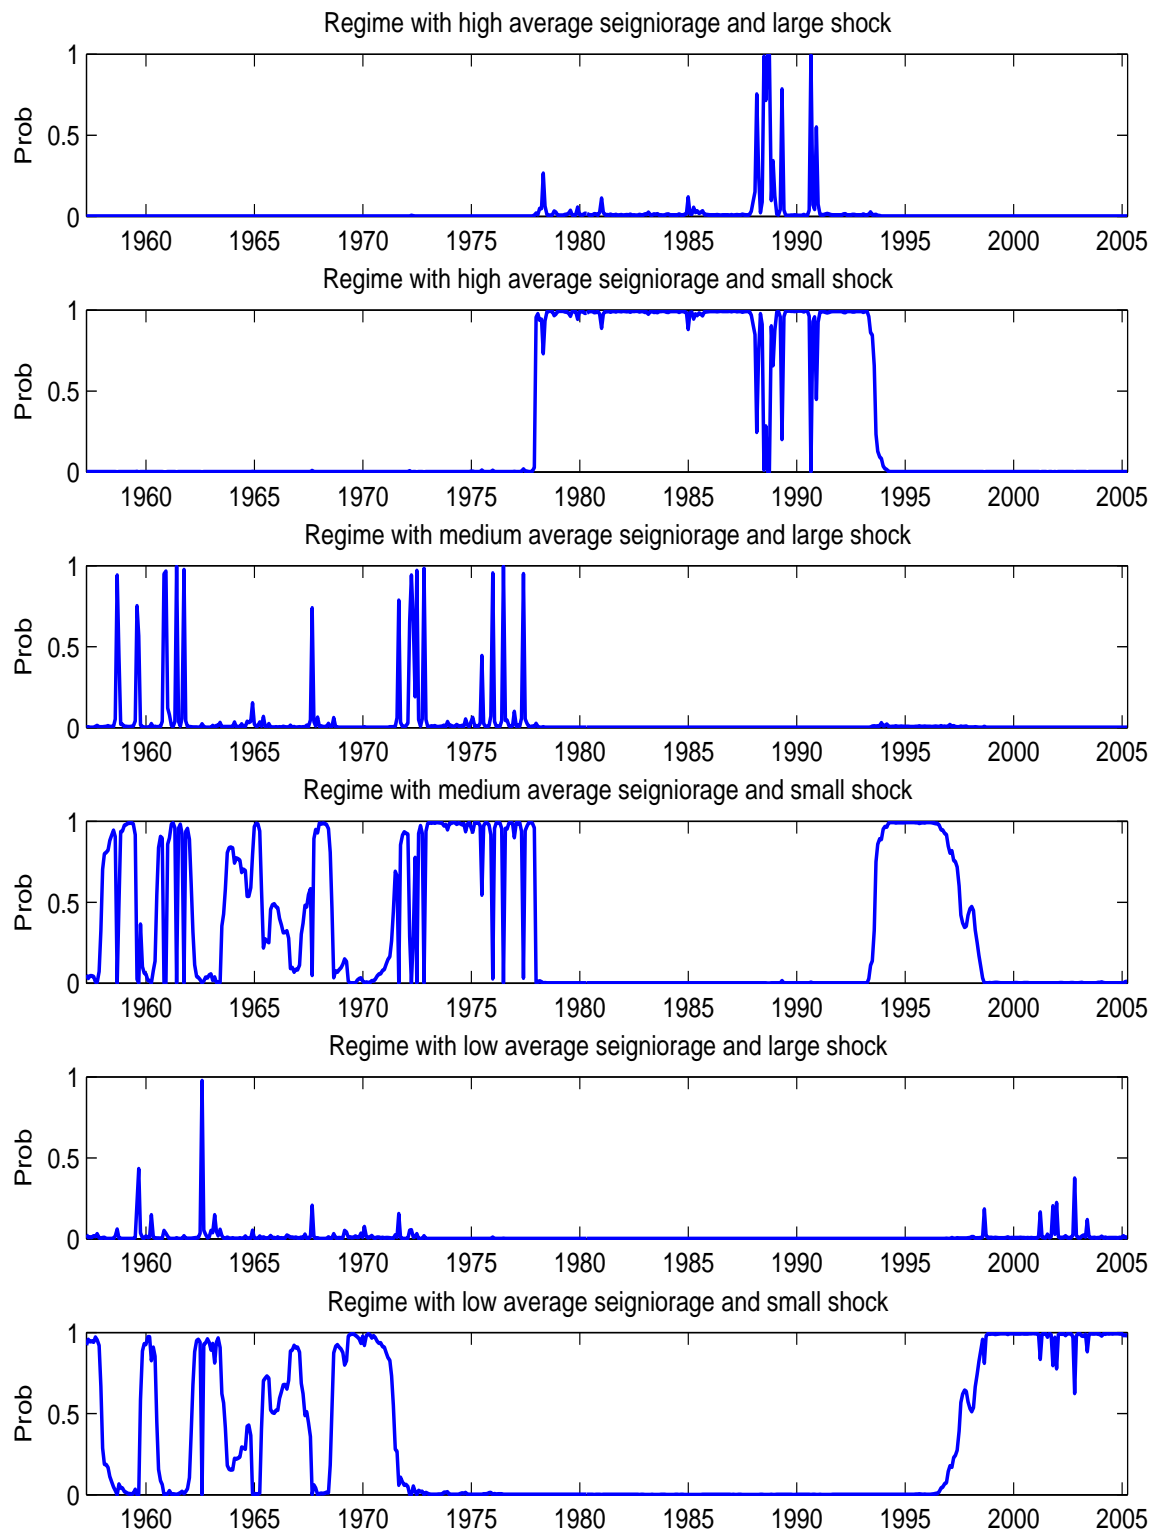 Regime with high average seigniorage and large shock
1
0.5
0
Prob
1960 1965 1970 1975 1980 1985 1990 1995 2000 2005
Regime with high average seigniorage and small shock
1
0.5
0
Prob
1960 1965 1970 1975 1980 1985 1990 1995 2000 2005
Regime with medium average seigniorage and large shock
1
0.5
0
Prob
1960 1965 1970 1975 1980 1985 1990 1995 2000 2005
Regime with medium average seigniorage and small shock
1
0.5
0
Prob
1960 1965 1970 1975 1980 1985 1990 1995 2000 2005
Regime with low average seigniorage and large shock
1
0.5
0
Prob
1960 1965 1970 1975 1980 1985 1990 1995 2000 2005
Regime with low average seigniorage and small shock
1
0.5
0
Prob
1960 1965 1970 1975 1980 1985 1990 1995 2000 2005